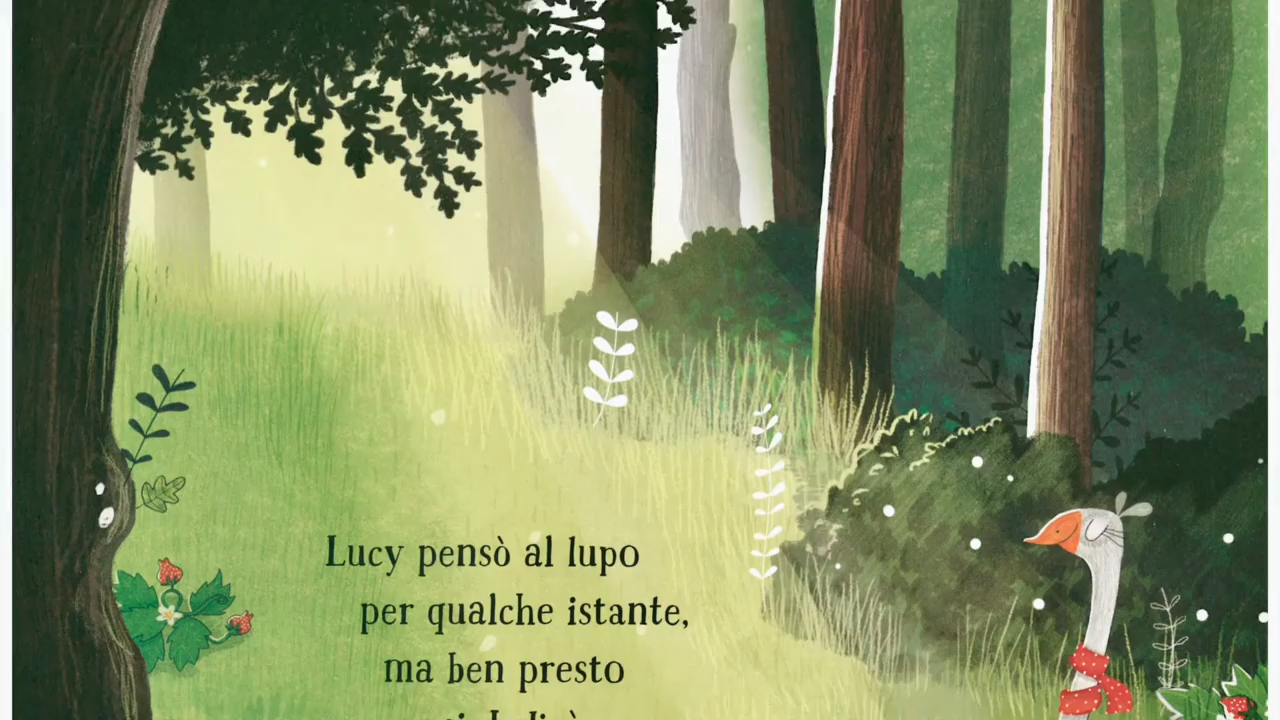 Lucy pensò al lupo
per qualche istante,
ma ben presto